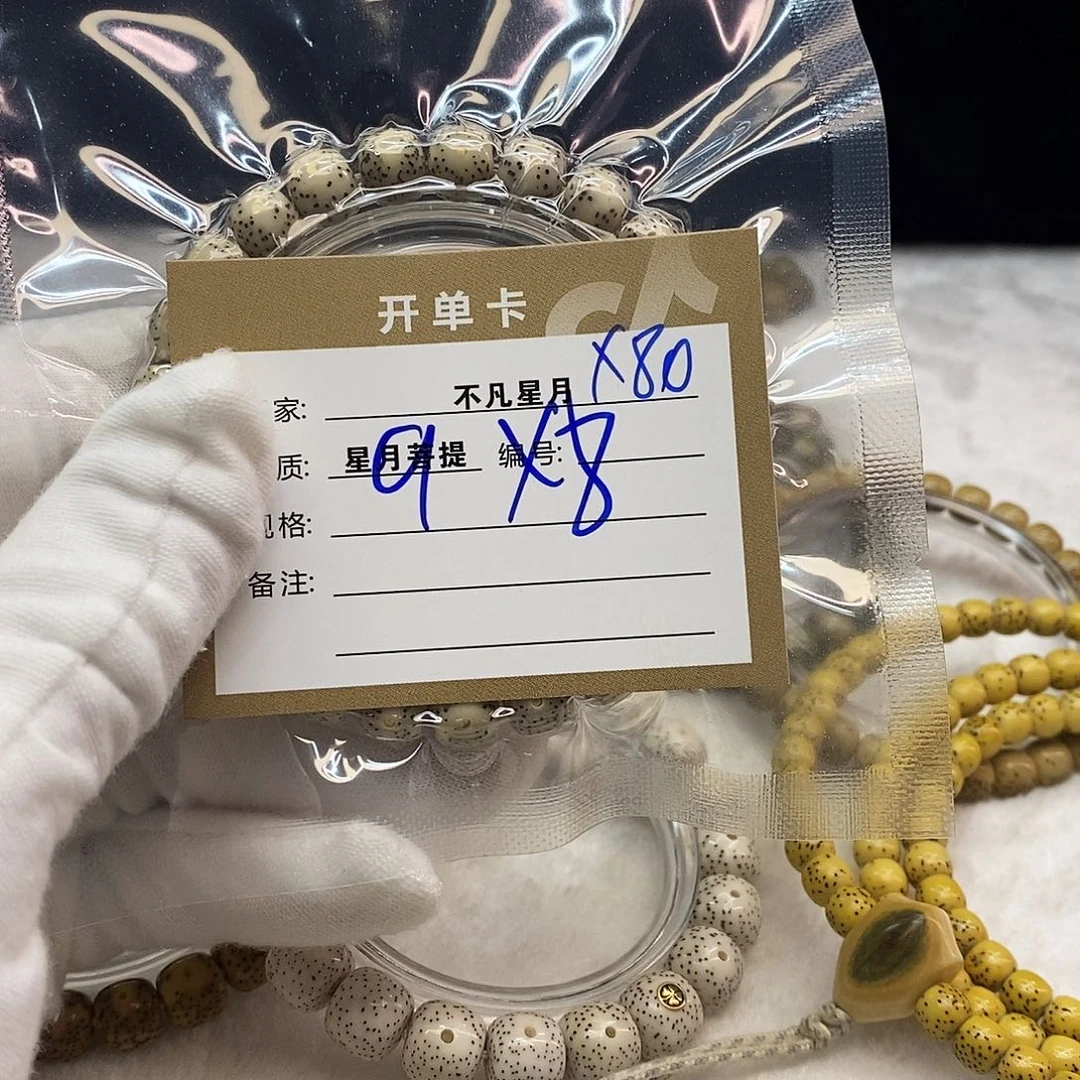 开单卡
家: 不凡星月 X80
质: 星月菩提 编号:
9 X8
规格:
备注: